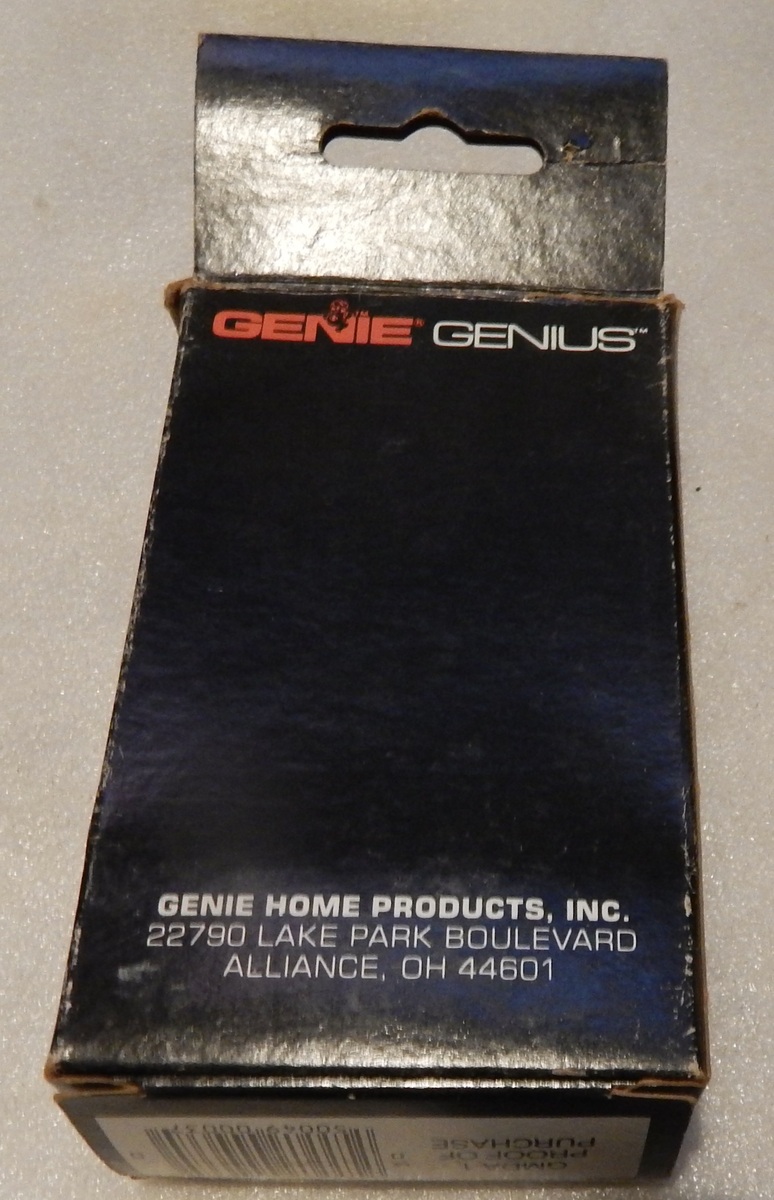 GENIE® GENIUS™
GENIE HOME PRODUCTS, INC.
22790 LAKE PARK BOULEVARD
ALLIANCE, OH 44601
PROOF OF
PURCHASE